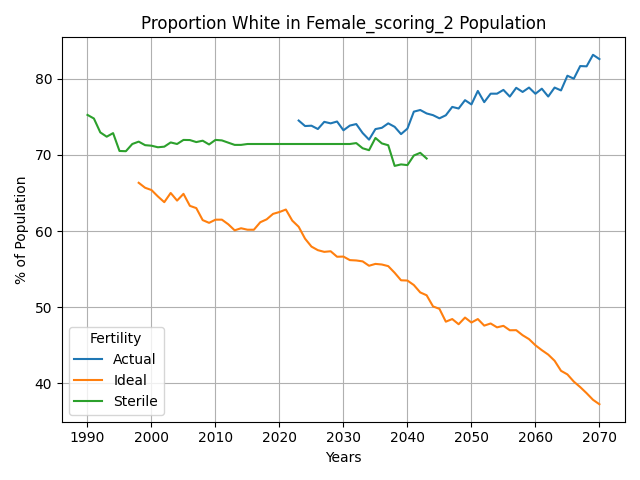 Proportion White in Female_scoring_2 Population
% of Population
80
70
60
50
40
Fertility
Actual
Ideal
Sterile
1990 2000 2010 2020 2030 2040 2050 2060 2070
Years